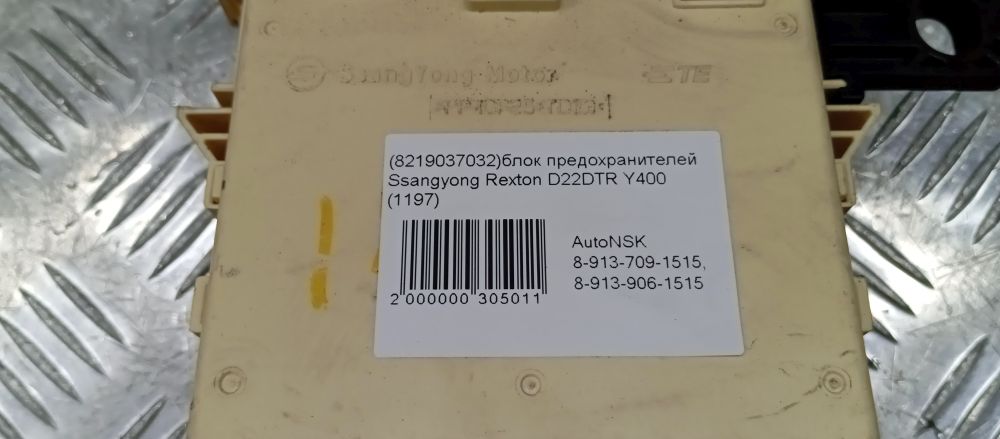 SsangYong Motor
(8219037032)блок предохранителей
Ssangyong Rexton D22DTR Y400
(1197)
AutoNSK
8-913-709-1515,
8-913-906-1515
2 000000 305011